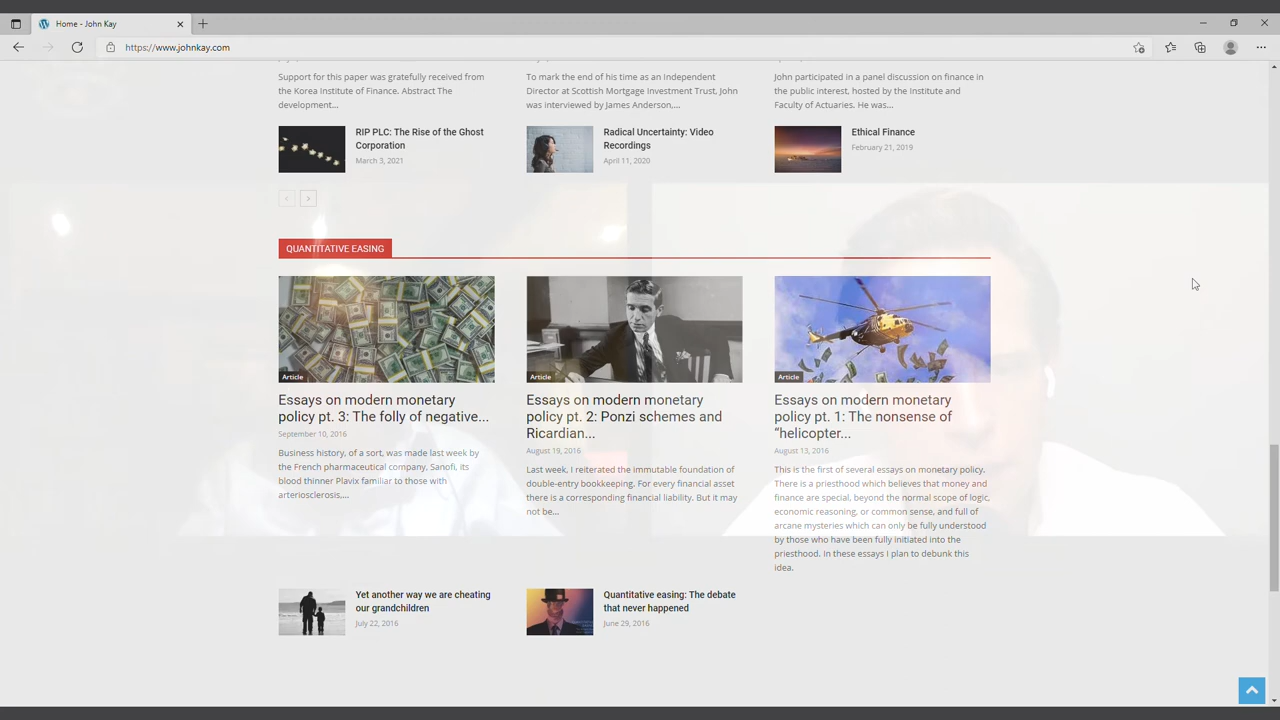 Home - John Kay
https://www.johnkay.com
Support for this paper was gratefully received from
the Korea Institute of Finance. Abstract The
development...
To mark the end of his time as an Independent
Director at Scottish Mortgage Investment Trust, John
was interviewed by James Anderson,...
John participated in a panel discussion on finance in
the public interest, hosted by the Institute and
Faculty of Actuaries. He was...
RIP PLC: The Rise of the Ghost
Corporation
March 3, 2021
Radical Uncertainty: Video
Recordings
April 11, 2020
Ethical Finance
February 21, 2019
QUANTITATIVE EASING
Article
Essays on modern monetary
policy pt. 3: The folly of negative...
September 10, 2016
Business history, of a sort, was made last week by
the French pharmaceutical company, Sanofi, its
blood thinner Plavix familiar to those with
arteriosclerosis,...
Article
Essays on modern monetary
policy pt. 2: Ponzi schemes and
Ricardian...
August 19, 2016
Last week, I reiterated the immutable foundation of
double-entry bookkeeping. For every financial asset
there is a corresponding financial liability. But it may
not be...
Article
Essays on modern monetary
policy pt. 1: The nonsense of
“helicopter...
August 13, 2016
This is the first of several essays on monetary policy.
There is a priesthood which believes that money and
finance are special, beyond the normal scope of logic,
economic reasoning, or common sense, and full of
arcane mysteries which can only be fully understood
by those who have been fully initiated into the
priesthood. In these essays I plan to debunk this
idea.
Yet another way we are cheating
our grandchildren
July 22, 2016
Quantitative easing: The debate
that never happened
June 29, 2016